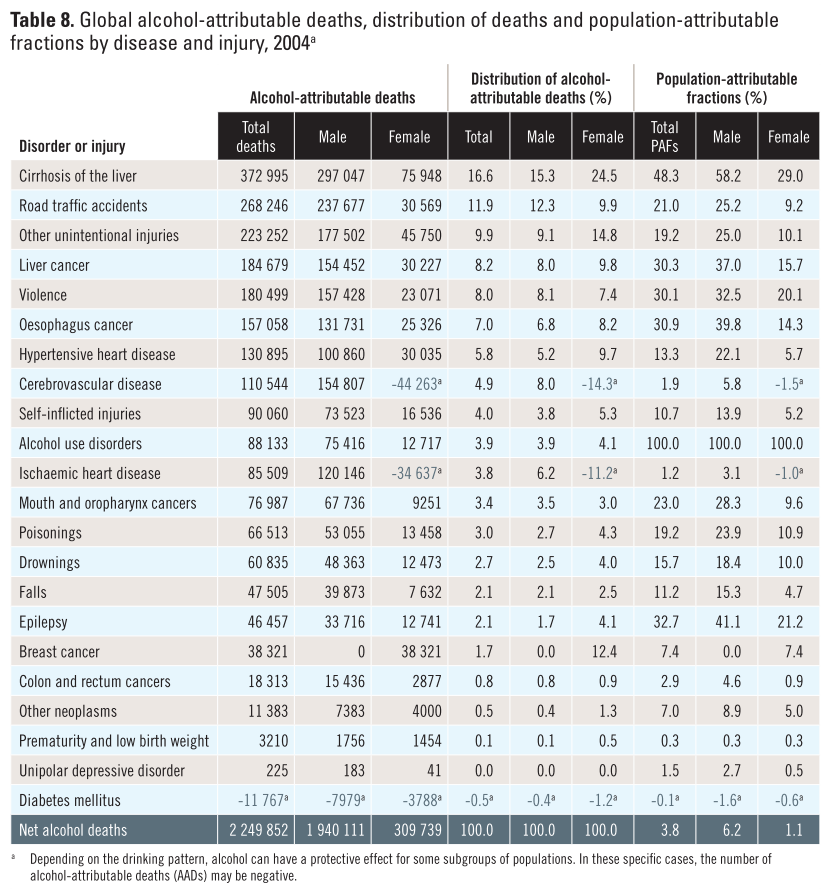 Table 8. Global alcohol-attributable deaths, distribution of deaths and population-attributable
fractions by disease and injury, 2004ᵃ
Alcohol-attributable deaths Distribution of alcohol-attributable deaths (%) Population-attributable fractions (%)
Disorder or injury Total deaths Male Female Total Male Female Total PAFs Male Female
Cirrhosis of the liver 372 995 297 047 75 948 16.6 15.3 24.5 48.3 58.2 29.0
Road traffic accidents 268 246 237 677 30 569 11.9 12.3 9.9 21.0 25.2 9.2
Other unintentional injuries 223 252 177 502 45 750 9.9 9.1 14.8 19.2 25.0 10.1
Liver cancer 184 679 154 452 30 227 8.2 8.0 9.8 30.3 37.0 15.7
Violence 180 499 157 428 23 071 8.0 8.1 7.4 30.1 32.5 20.1
Oesophagus cancer 157 058 131 731 25 326 7.0 6.8 8.2 30.9 39.8 14.3
Hypertensive heart disease 130 895 100 860 30 035 5.8 5.2 9.7 13.3 22.1 5.7
Cerebrovascular disease 110 544 154 807 -44 263ᵃ 4.9 8.0 -14.3ᵃ 1.9 5.8 -1.5ᵃ
Self-inflicted injuries 90 060 73 523 16 536 4.0 3.8 5.3 10.7 13.9 5.2
Alcohol use disorders 88 133 75 416 12 717 3.9 3.9 4.1 100.0 100.0 100.0
Ischaemic heart disease 85 509 120 146 -34 637ᵃ 3.8 6.2 -11.2ᵃ 1.2 3.1 -1.0ᵃ
Mouth and oropharynx cancers 76 987 67 736 9251 3.4 3.5 3.0 23.0 28.3 9.6
Poisonings 66 513 53 055 13 458 3.0 2.7 4.3 19.2 23.9 10.9
Drownings 60 835 48 363 12 473 2.7 2.5 4.0 15.7 18.4 10.0
Falls 47 505 39 873 7 632 2.1 2.1 2.5 11.2 15.3 4.7
Epilepsy 46 457 33 716 12 741 2.1 1.7 4.1 32.7 41.1 21.2
Breast cancer 38 321 0 38 321 1.7 0.0 12.4 7.4 0.0 7.4
Colon and rectum cancers 18 313 15 436 2877 0.8 0.8 0.9 2.9 4.6 0.9
Other neoplasms 11 383 7383 4000 0.5 0.4 1.3 7.0 8.9 5.0
Prematurity and low birth weight 3210 1756 1454 0.1 0.1 0.5 0.3 0.3 0.3
Unipolar depressive disorder 225 183 41 0.0 0.0 0.0 1.5 2.7 0.5
Diabetes mellitus -11 767ᵃ -7979ᵃ -3788ᵃ -0.5ᵃ -0.4ᵃ -1.2ᵃ -0.1ᵃ -1.6ᵃ -0.6ᵃ
Net alcohol deaths 2 249 852 1 940 111 309 739 100.0 100.0 100.0 3.8 6.2 1.1
ᵃ Depending on the drinking pattern, alcohol can have a protective effect for some subgroups of populations. In these specific cases, the number of
alcohol-attributable deaths (AADs) may be negative.